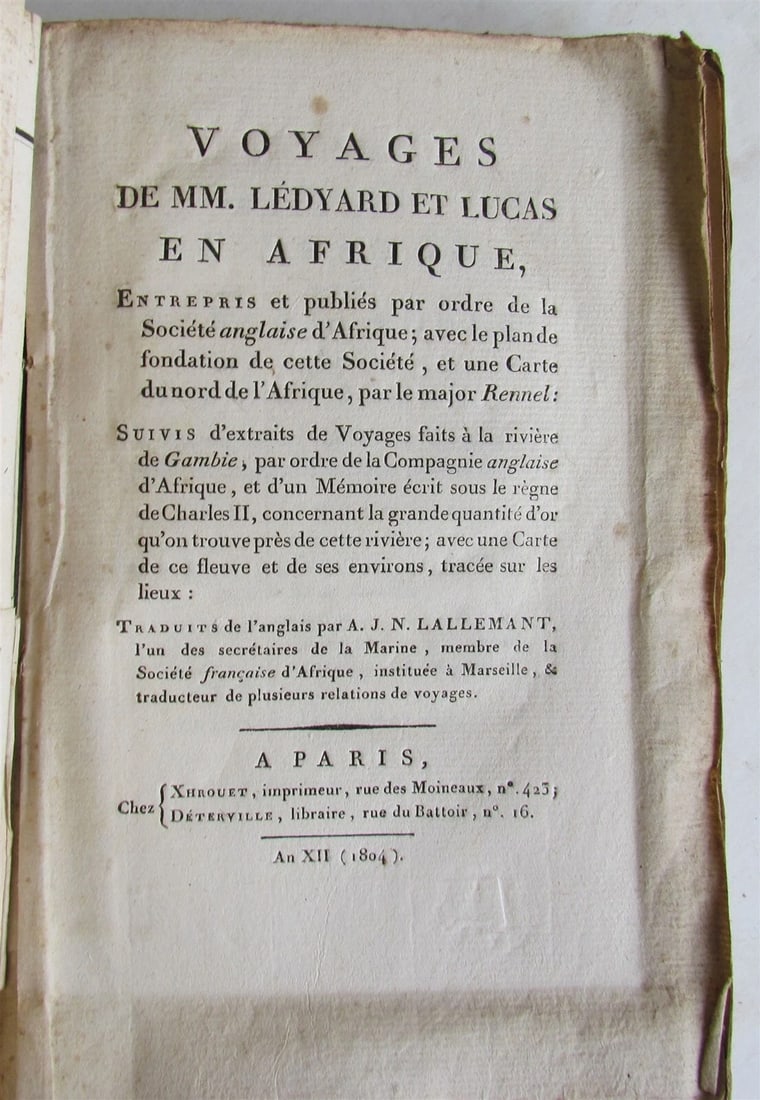 VOYAGES
DE MM. LÉDYARD ET LUCAS
EN AFRIQUE,
ENTREPRIS et publiés par ordre de la
Société anglaise d'Afrique; avec le plan de
fondation de cette Société, et une Carte
du nord de l'Afrique, par le major Rennel:
SUIVIS d'extraits de Voyages faits à la rivière
de Gambie, par ordre de la Compagnie anglaise
d'Afrique, et d'un Mémoire écrit sous le règne
de Charles II, concernant la grande quantité d'or
qu'on trouve près de cette rivière; avec une Carte
de ce fleuve et de ses environs, tracée sur les
lieux:
TRADUITS de l'anglais par A. J. N. LALLEMANT,
l'un des secrétaires de la Marine, membre de la
Société française d'Afrique, instituée à Marseille, &
traducteur de plusieurs relations de voyages.
A PARIS,
Chez { XHROUET, imprimeur, rue des Moineaux, n°. 423;
DÉTERVILLE, libraire, rue du Battoir, n°. 16.
An XII (1804).